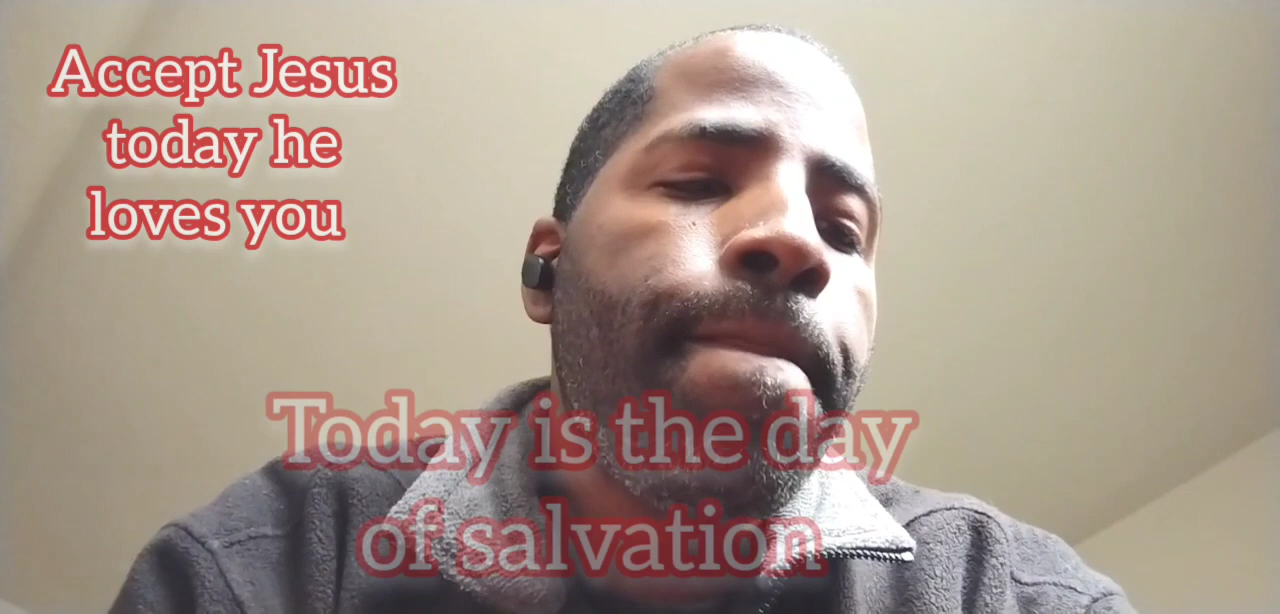 Accept Jesus
today he
loves you
Today is the day
of salvation